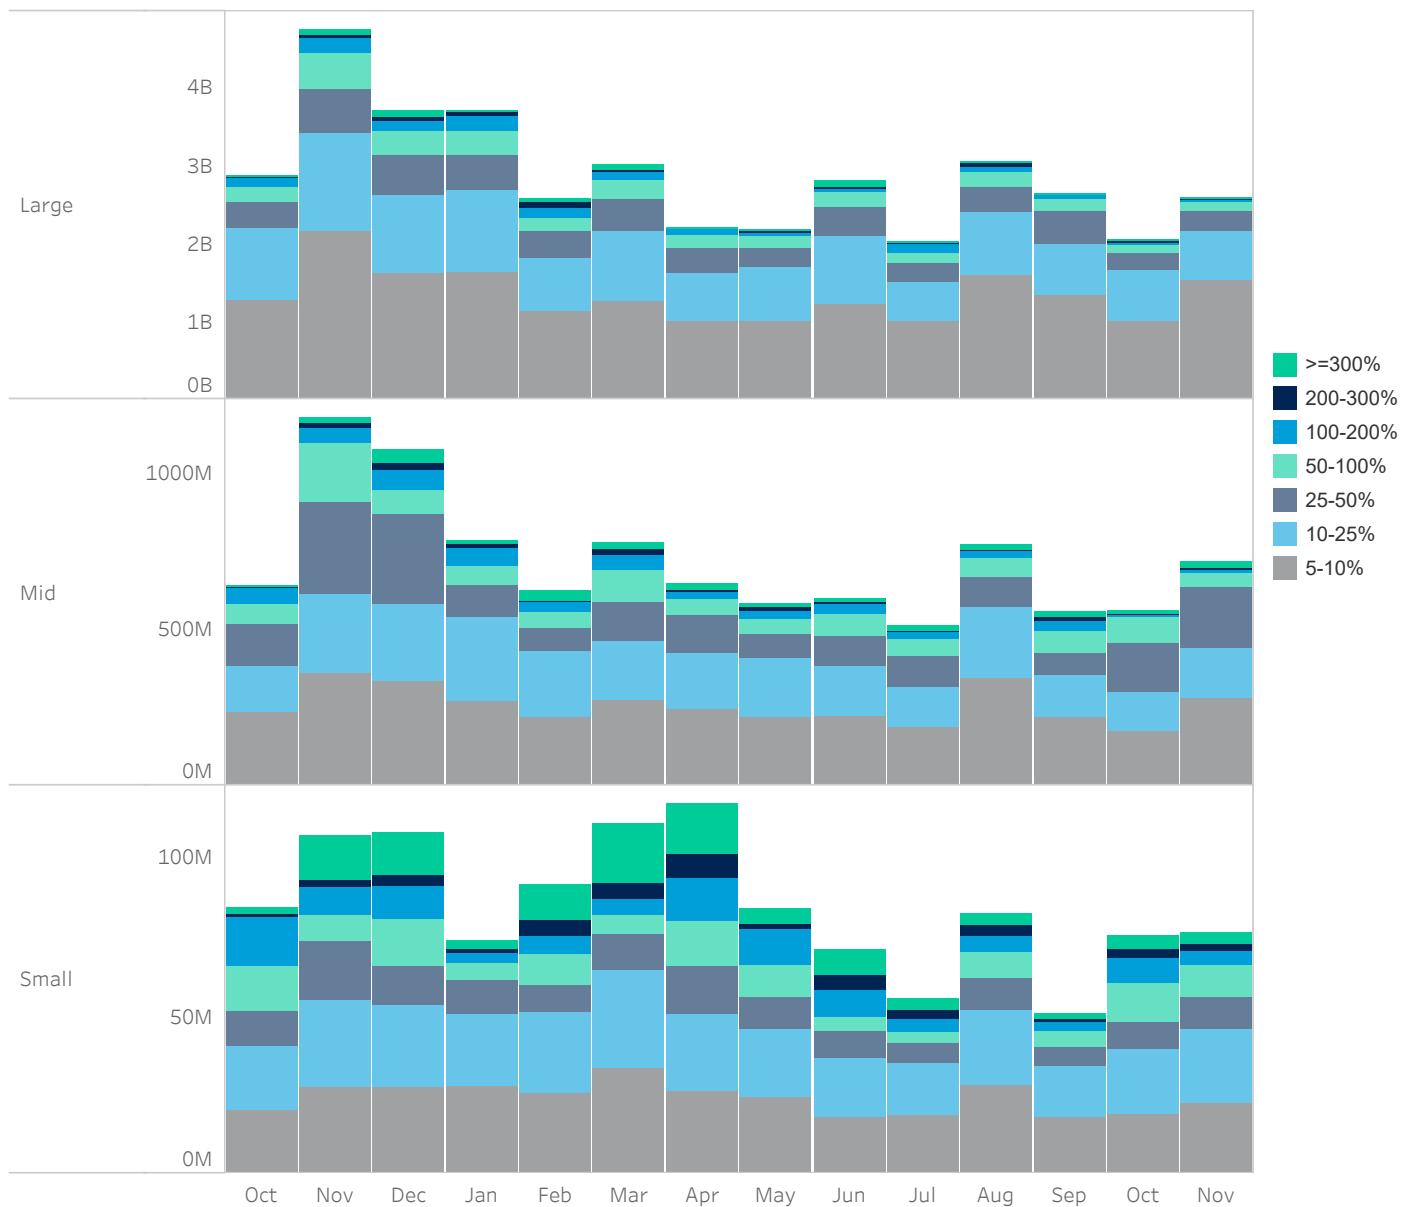 Large
4B
3B
2B
1B
0B
Mid
1000M
500M
0M
Small
100M
50M
0M
Oct Nov Dec Jan Feb Mar Apr May Jun Jul Aug Sep Oct Nov
>=300%
200-300%
100-200%
50-100%
25-50%
10-25%
5-10%